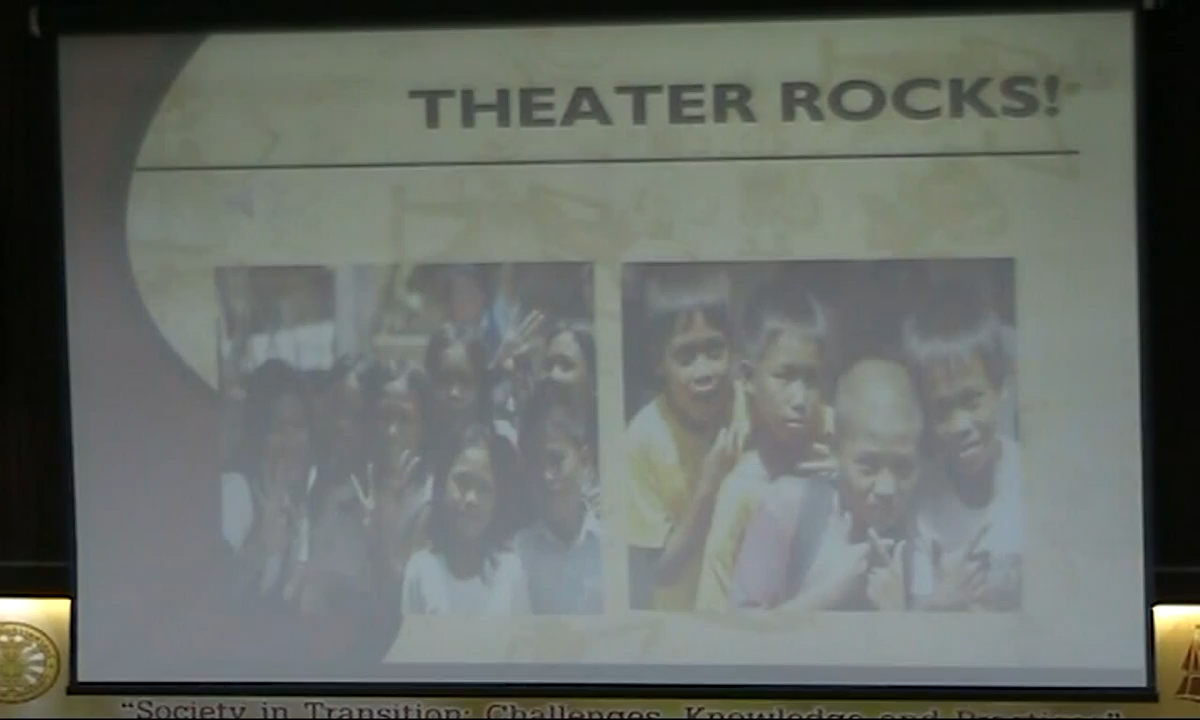 THEATER ROCKS!
"Society in Transition: Challenges, Knowledge and Practices"